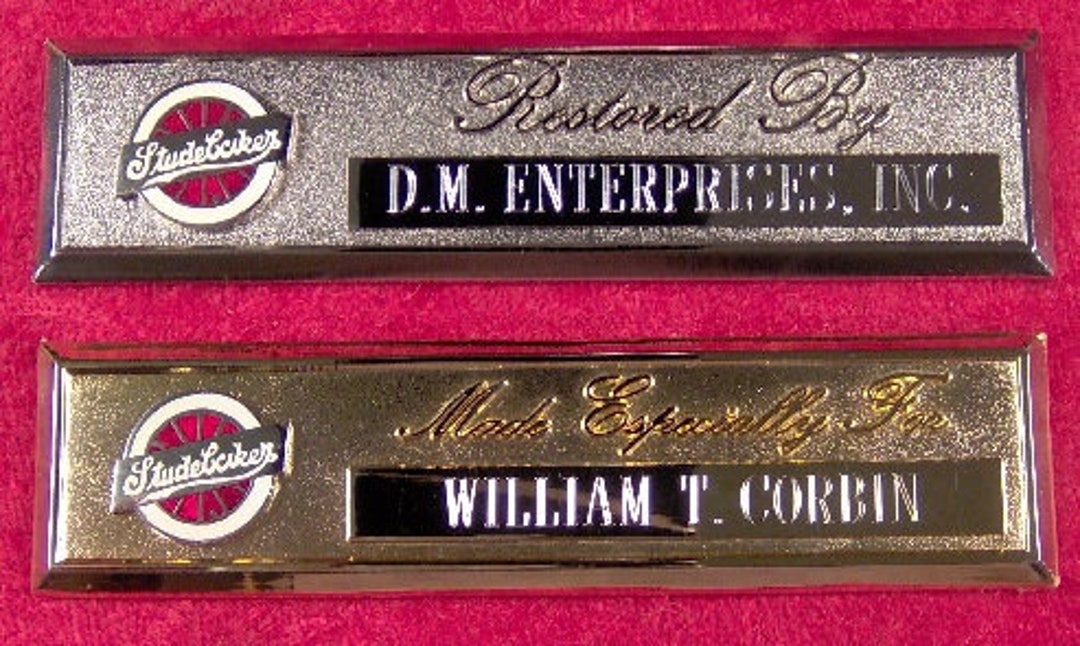 Studebaker
Restored By
D.M. ENTERPRISES, INC.
Studebaker
Made Especially For
WILLIAM T. CORBIN